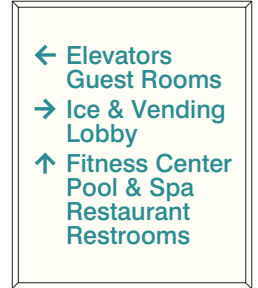 ← Elevators
Guest Rooms
→ Ice & Vending
Lobby
↑ Fitness Center
Pool & Spa
Restaurant
Restrooms